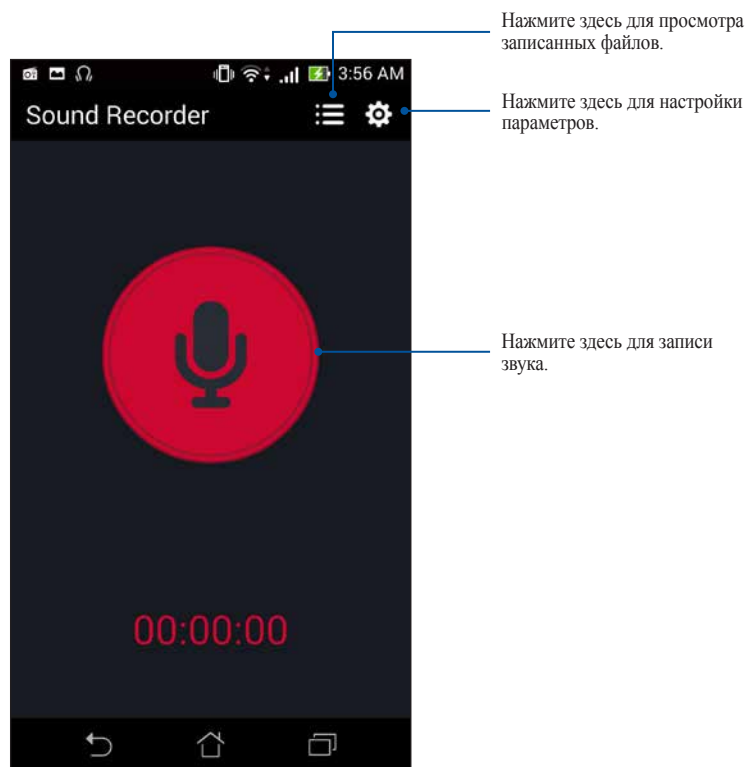 Нажмите здесь для просмотра
записанных файлов.
3:56 AM
Sound Recorder
Нажмите здесь для настройки
параметров.
Нажмите здесь для записи
звука.
00:00:00